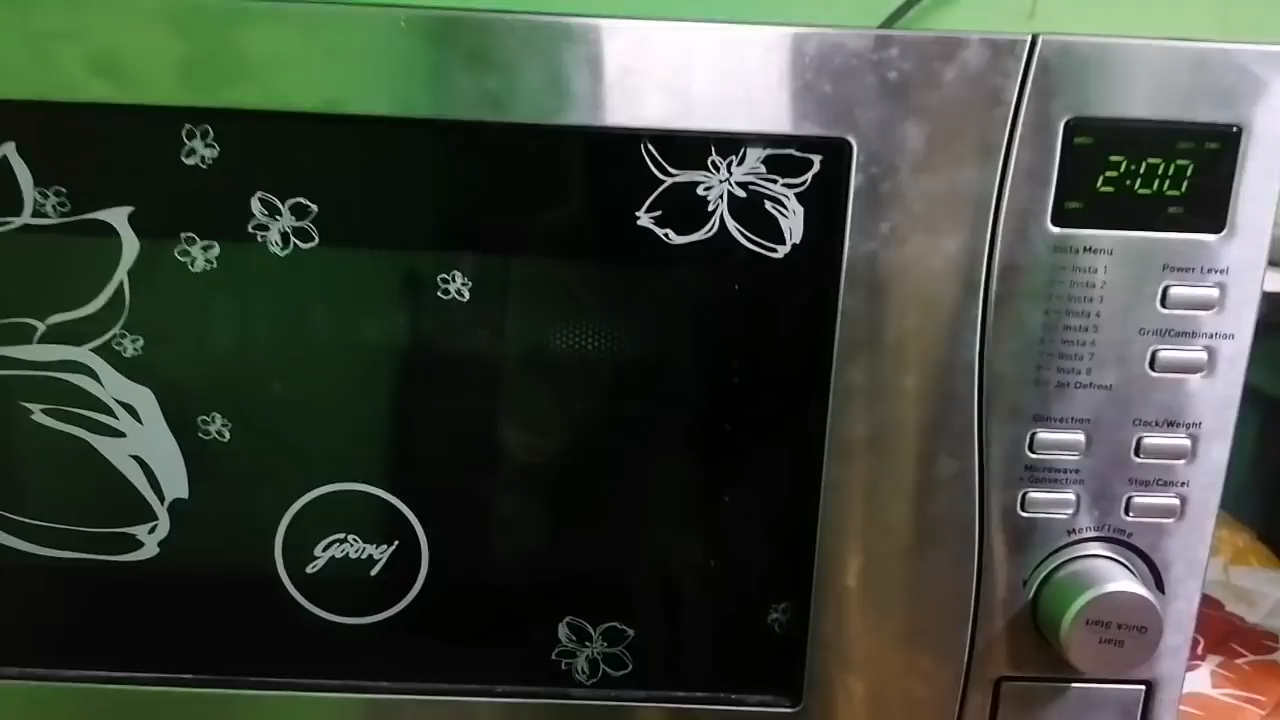 2:00
Insta Menu
Insta 1
Insta 2
Insta 3
Insta 4
Insta 5
Insta 6
Insta 7
Insta 8
Jet Defrost
Power Level
Grill/Combination
Convection
Clock/Weight
Microwave
+ Convection
Stop/Cancel
Menu/Time
Quick Start
Start
Godrej